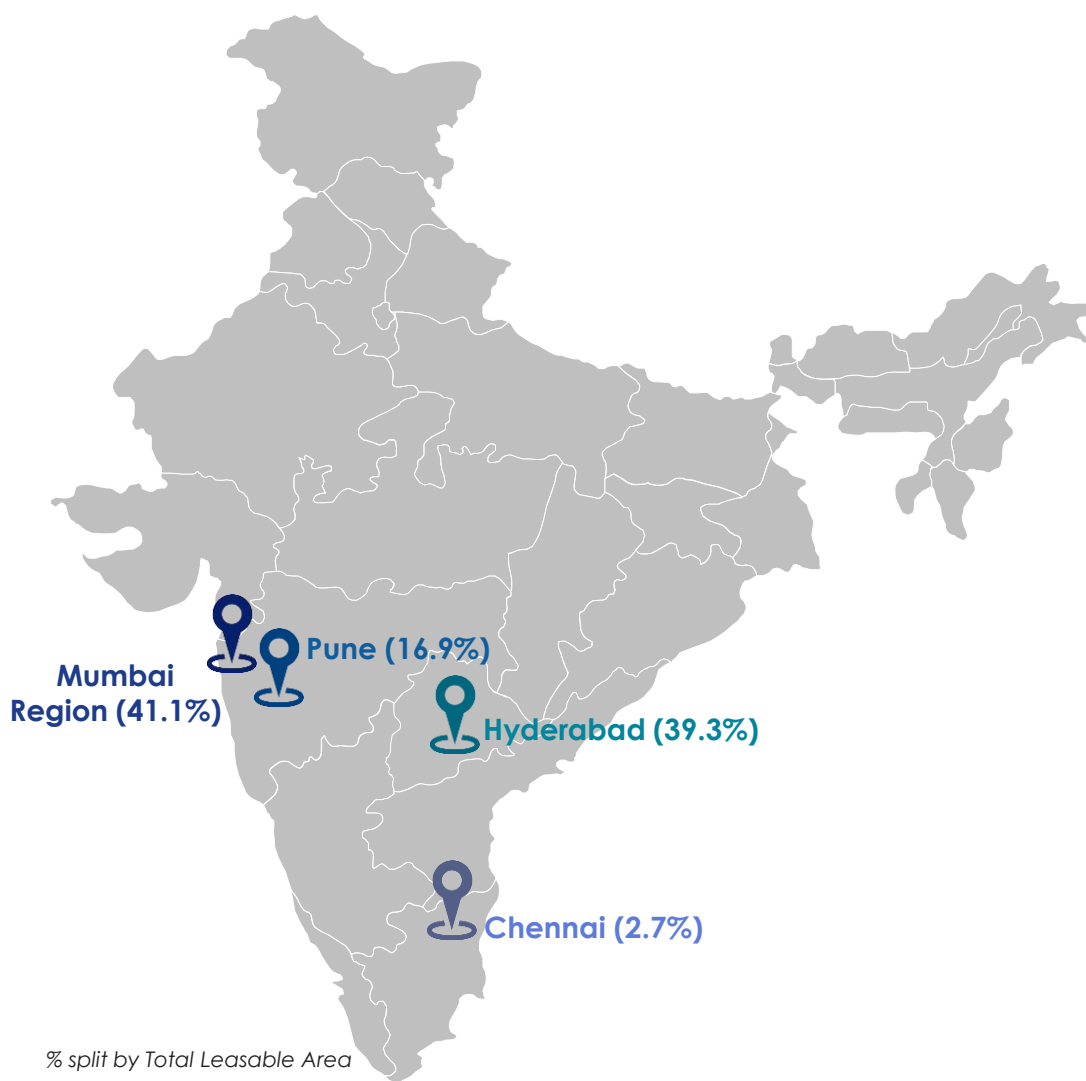 Pune (16.9%)
Mumbai
Region (41.1%)
Hyderabad (39.3%)
Chennai (2.7%)
% split by Total Leasable Area